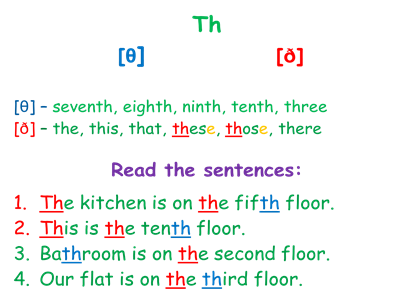 Th
[θ] [ð]
[θ] – seventh, eighth, ninth, tenth, three
[ð] – the, this, that, these, those, there
Read the sentences:
1. The kitchen is on the fifth floor.
2. This is the tenth floor.
3. Bathroom is on the second floor.
4. Our flat is on the third floor.